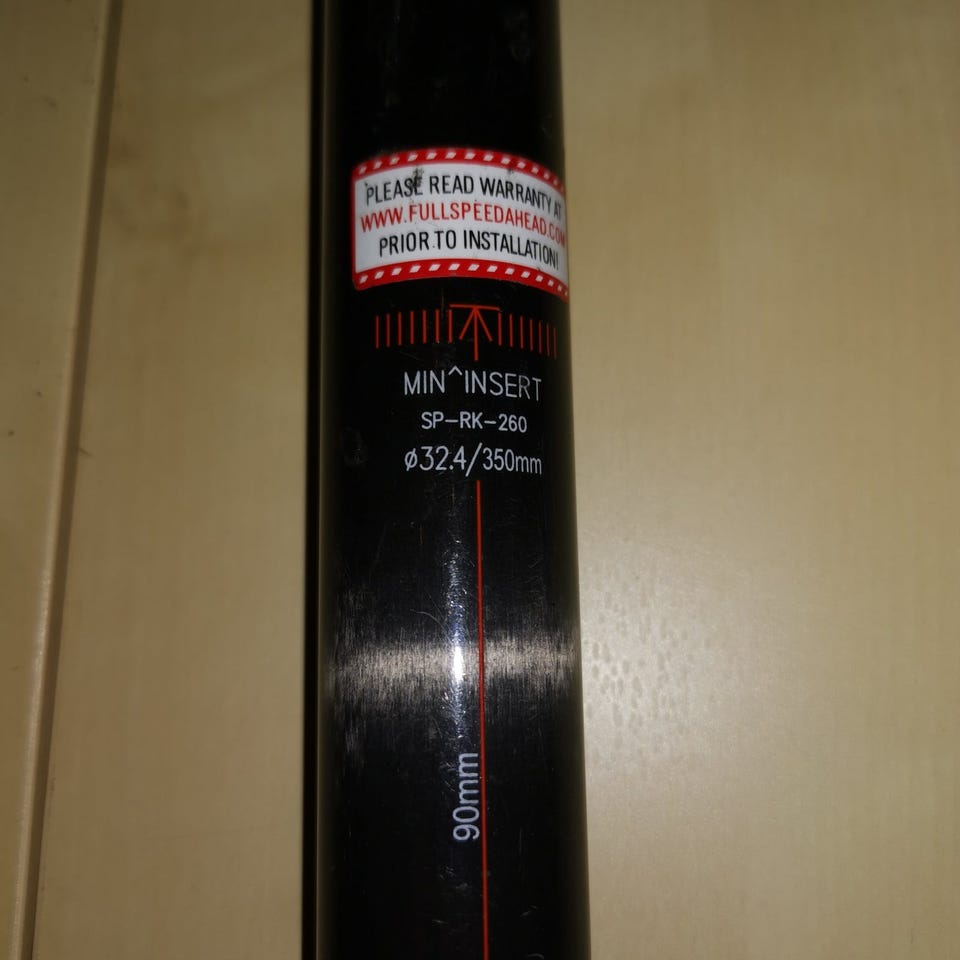 PLEASE READ WARRANTY AT
WWW.FULLSPEEDAHEAD.COM
PRIOR TO INSTALLATION!
MIN^INSERT
SP-RK-260
ø32.4/350mm
90mm